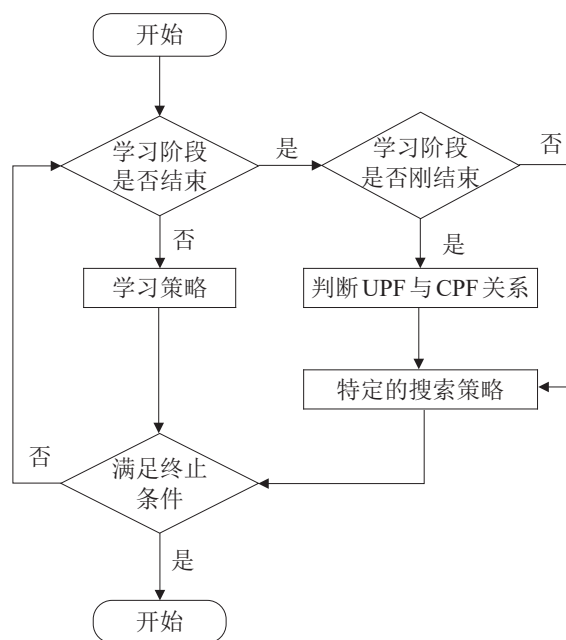 开始
学习阶段
是否结束
是
学习阶段
是否刚结束
否
否
是
学习策略
判断UPF与CPF关系
特定的搜索策略
否
满足终止
条件
是
开始